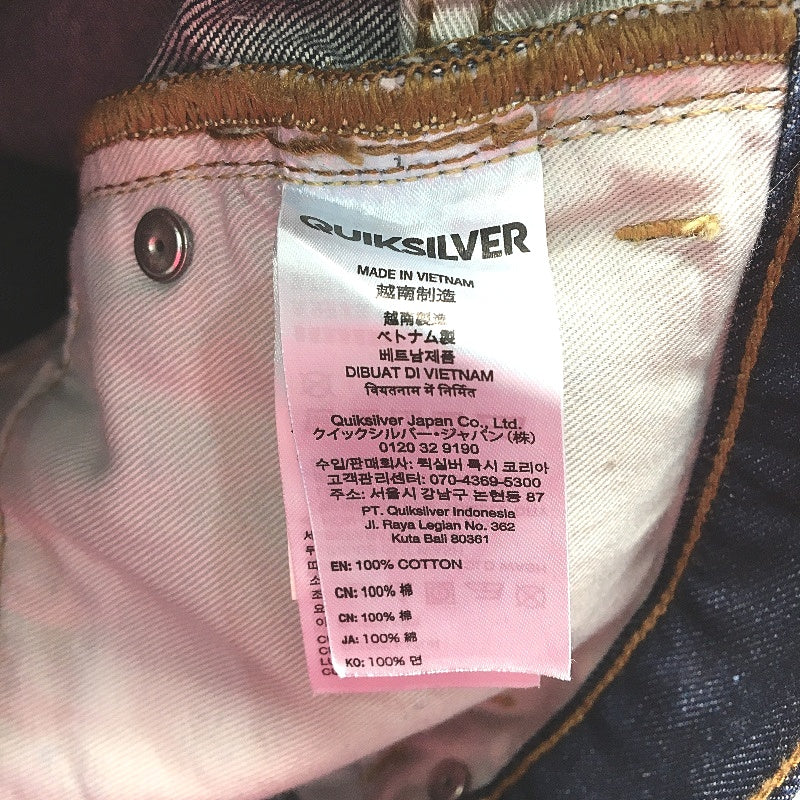 1
QUIKSILVER
MADE IN VIETNAM
越南制造
越南製造
ベトナム製
베트남제품
DIBUAT DI VIETNAM
वियतनाम में निर्मित
Quiksilver Japan Co., Ltd.
クイックシルバー・ジャパン(株)
0120 32 9190
수입/판매회사: 퀵실버 록시 코리아
고객관리센터: 070-4369-5300
주소: 서울시 강남구 논현동 87
PT. Quiksilver Indonesia
Jl. Raya Legian No. 362
Kuta Bali 80361
EN: 100% COTTON
CN: 100% 棉
CN: 100% 棉
JA: 100% 綿
KO: 100% 면